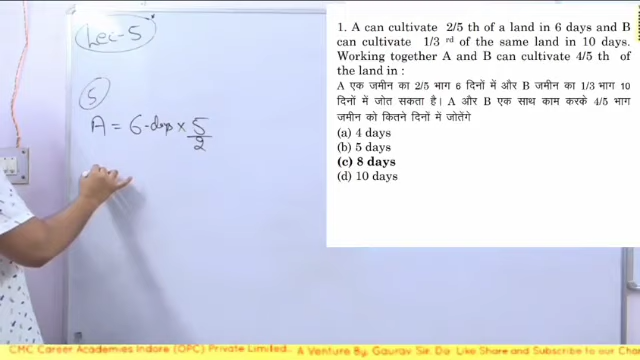 Lec-5
5
A = 6-days × 5/2
1. A can cultivate 2/5 th of a land in 6 days and B
can cultivate 1/3 rd of the same land in 10 days.
Working together A and B can cultivate 4/5 th of
the land in :
A एक जमीन का 2/5 भाग 6 दिनों में और B जमीन का 1/3 भाग 10
दिनों में जोत सकता है। A और B एक साथ काम करके 4/5 भाग
जमीन को कितने दिनों में जोतेंगे
(a) 4 days
(b) 5 days
(c) 8 days
(d) 10 days
CMC Career Academies Indore (OPC) Private Limited.. A Venture By. Gaurav Sir. Do Like Share and Subscribe to our Cha